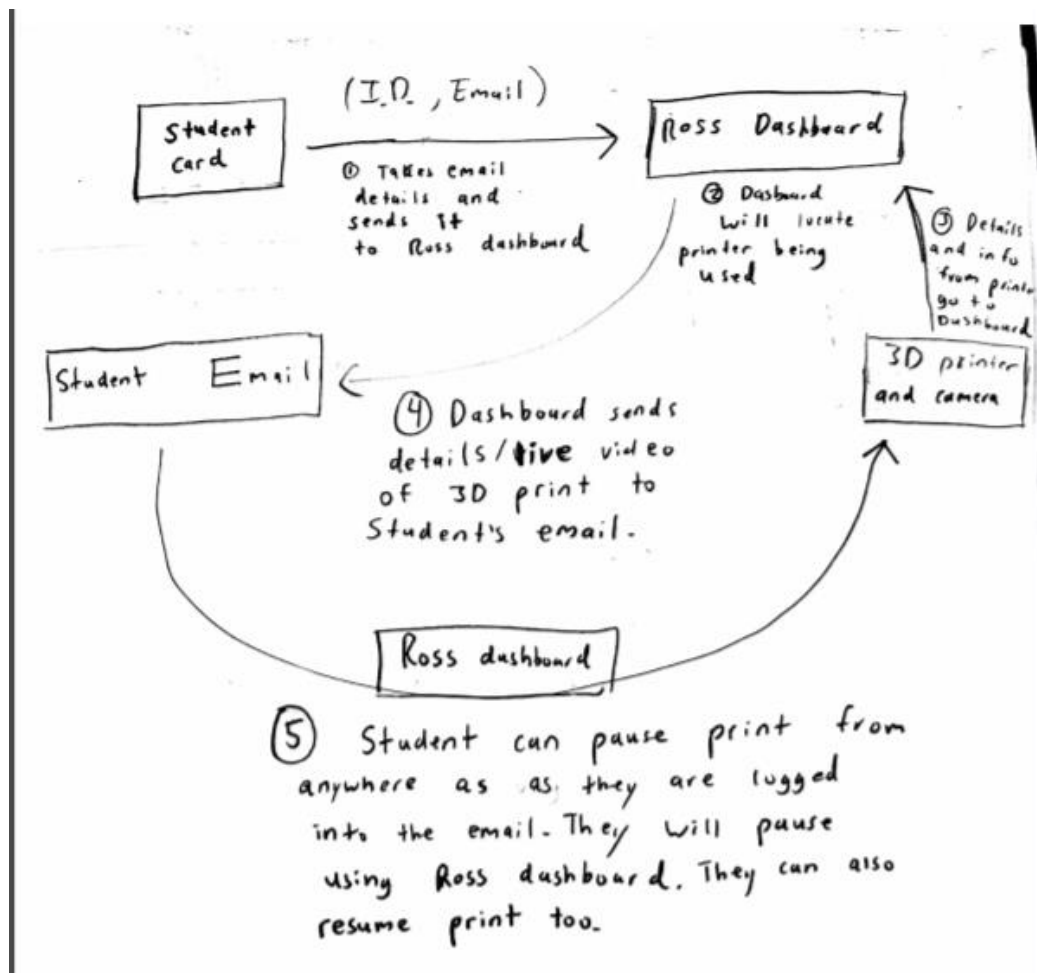 Student
card
(I.D., Email)
① Takes email
details and
sends it
to Ross dashboard
Ross Dashboard
② Dasboard
will locate
printer being
used
③ Details
and info
from printer
go to
Dashboard
3D printer
and camera
Student Email
④ Dashboard sends
details/live video
of 3D print to
Student's email.
Ross dashboard
⑤ Student can pause print from
anywhere as as they are logged
into the email. They will pause
using Ross dashboard. They can also
resume print too.